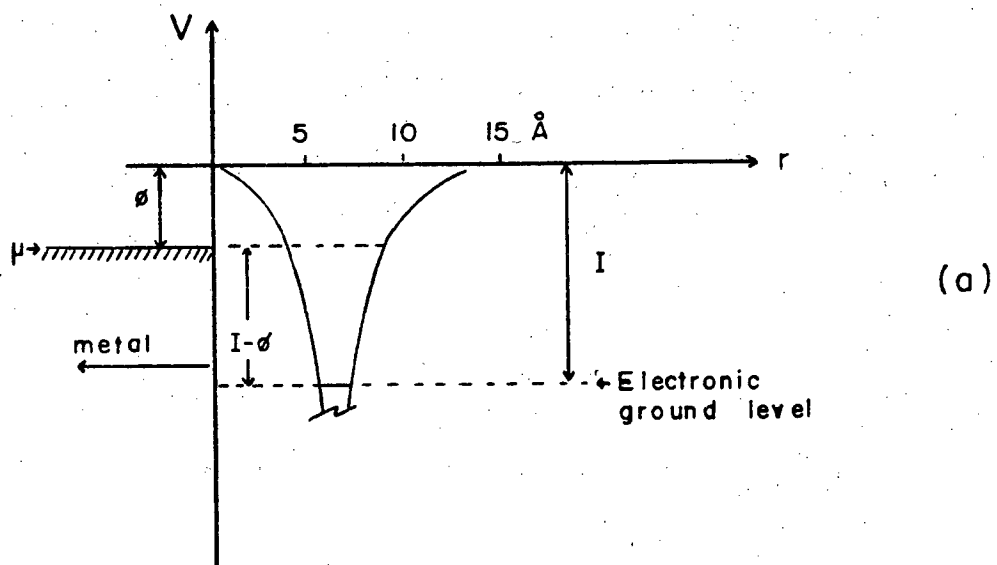 V
5 10 15 Å
r
ø
μ
I
(a)
metal
I-ø
Electronic
ground level